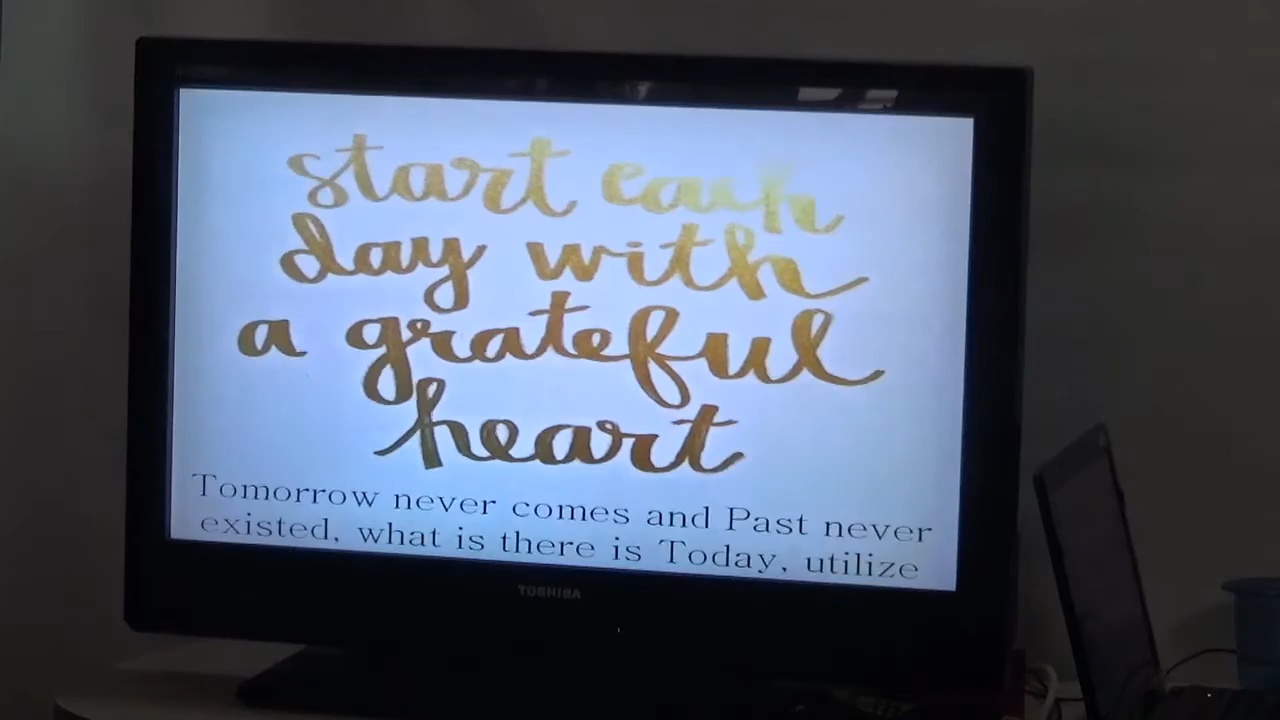 start each
day with
a grateful
heart
Tomorrow never comes and Past never
existed, what is there is Today, utilize
TOSHIBA